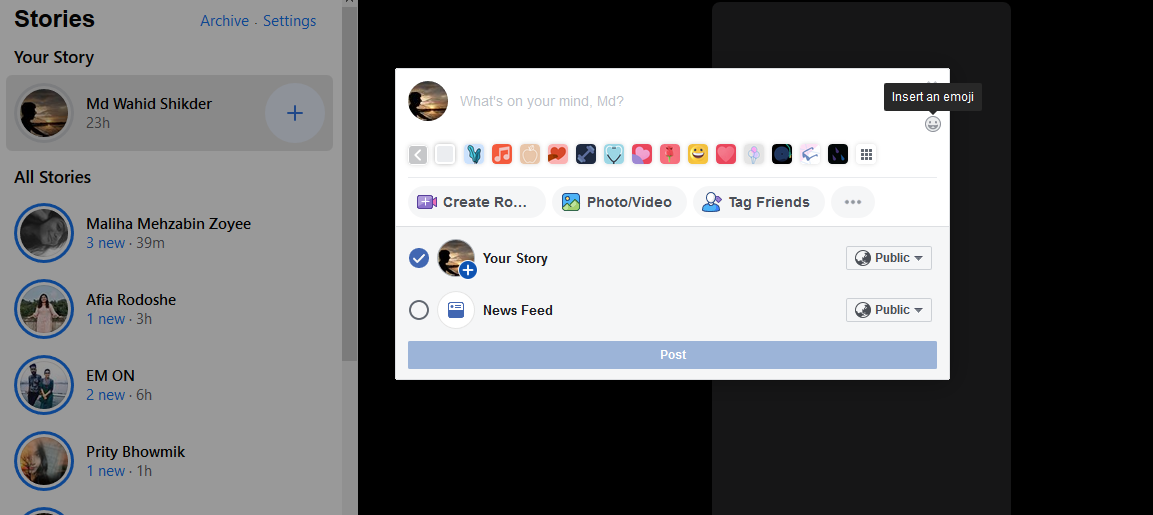 Stories
Archive · Settings
Your Story
Md Wahid Shikder
23h
All Stories
Maliha Mehzabin Zoyee
3 new · 39m
Afia Rodoshe
1 new · 3h
EM ON
2 new · 6h
Prity Bhowmik
1 new · 1h
What's on your mind, Md?
Insert an emoji
Create Ro...
Photo/Video
Tag Friends
Your Story
Public
News Feed
Public
Post